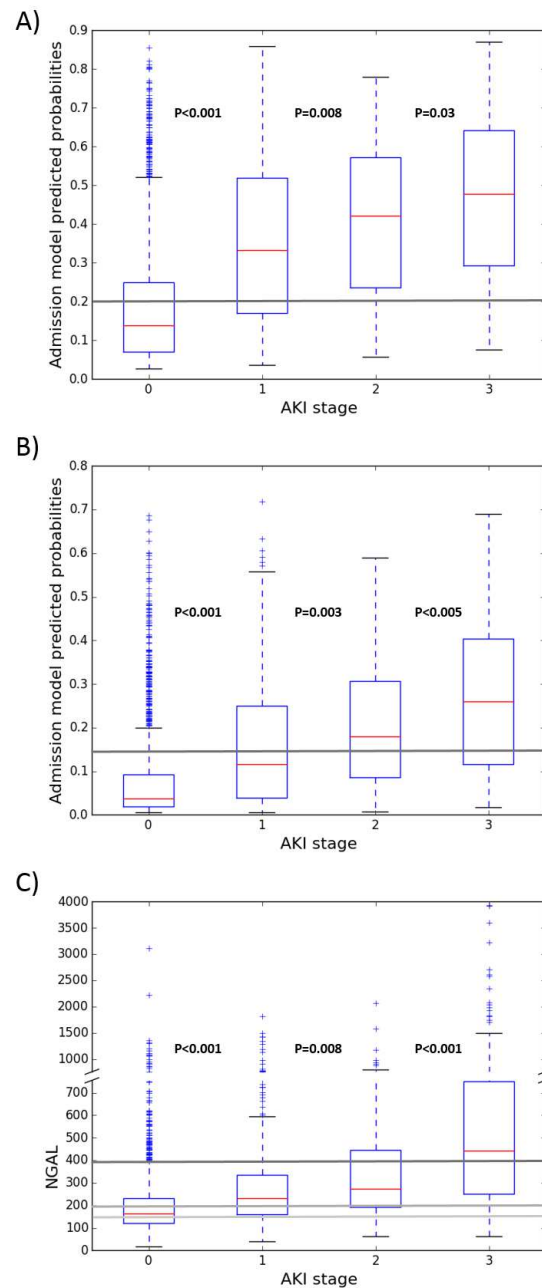 A)
0.9
0.8
0.7
0.6
0.5
0.4
0.3
0.2
0.1
0.0
Admission model predicted probabilities
P<0.001 P=0.008 P=0.03
0 1 2 3
AKI stage
B)
0.8
0.7
0.6
0.5
0.4
0.3
0.2
0.1
0.0
Admission model predicted probabilities
P<0.001 P=0.003 P<0.005
0 1 2 3
AKI stage
C)
4000
3500
3000
2500
2000
1500
1000
700
600
500
400
300
200
100
0
NGAL
P<0.001 P=0.008 P<0.001
0 1 2 3
AKI stage